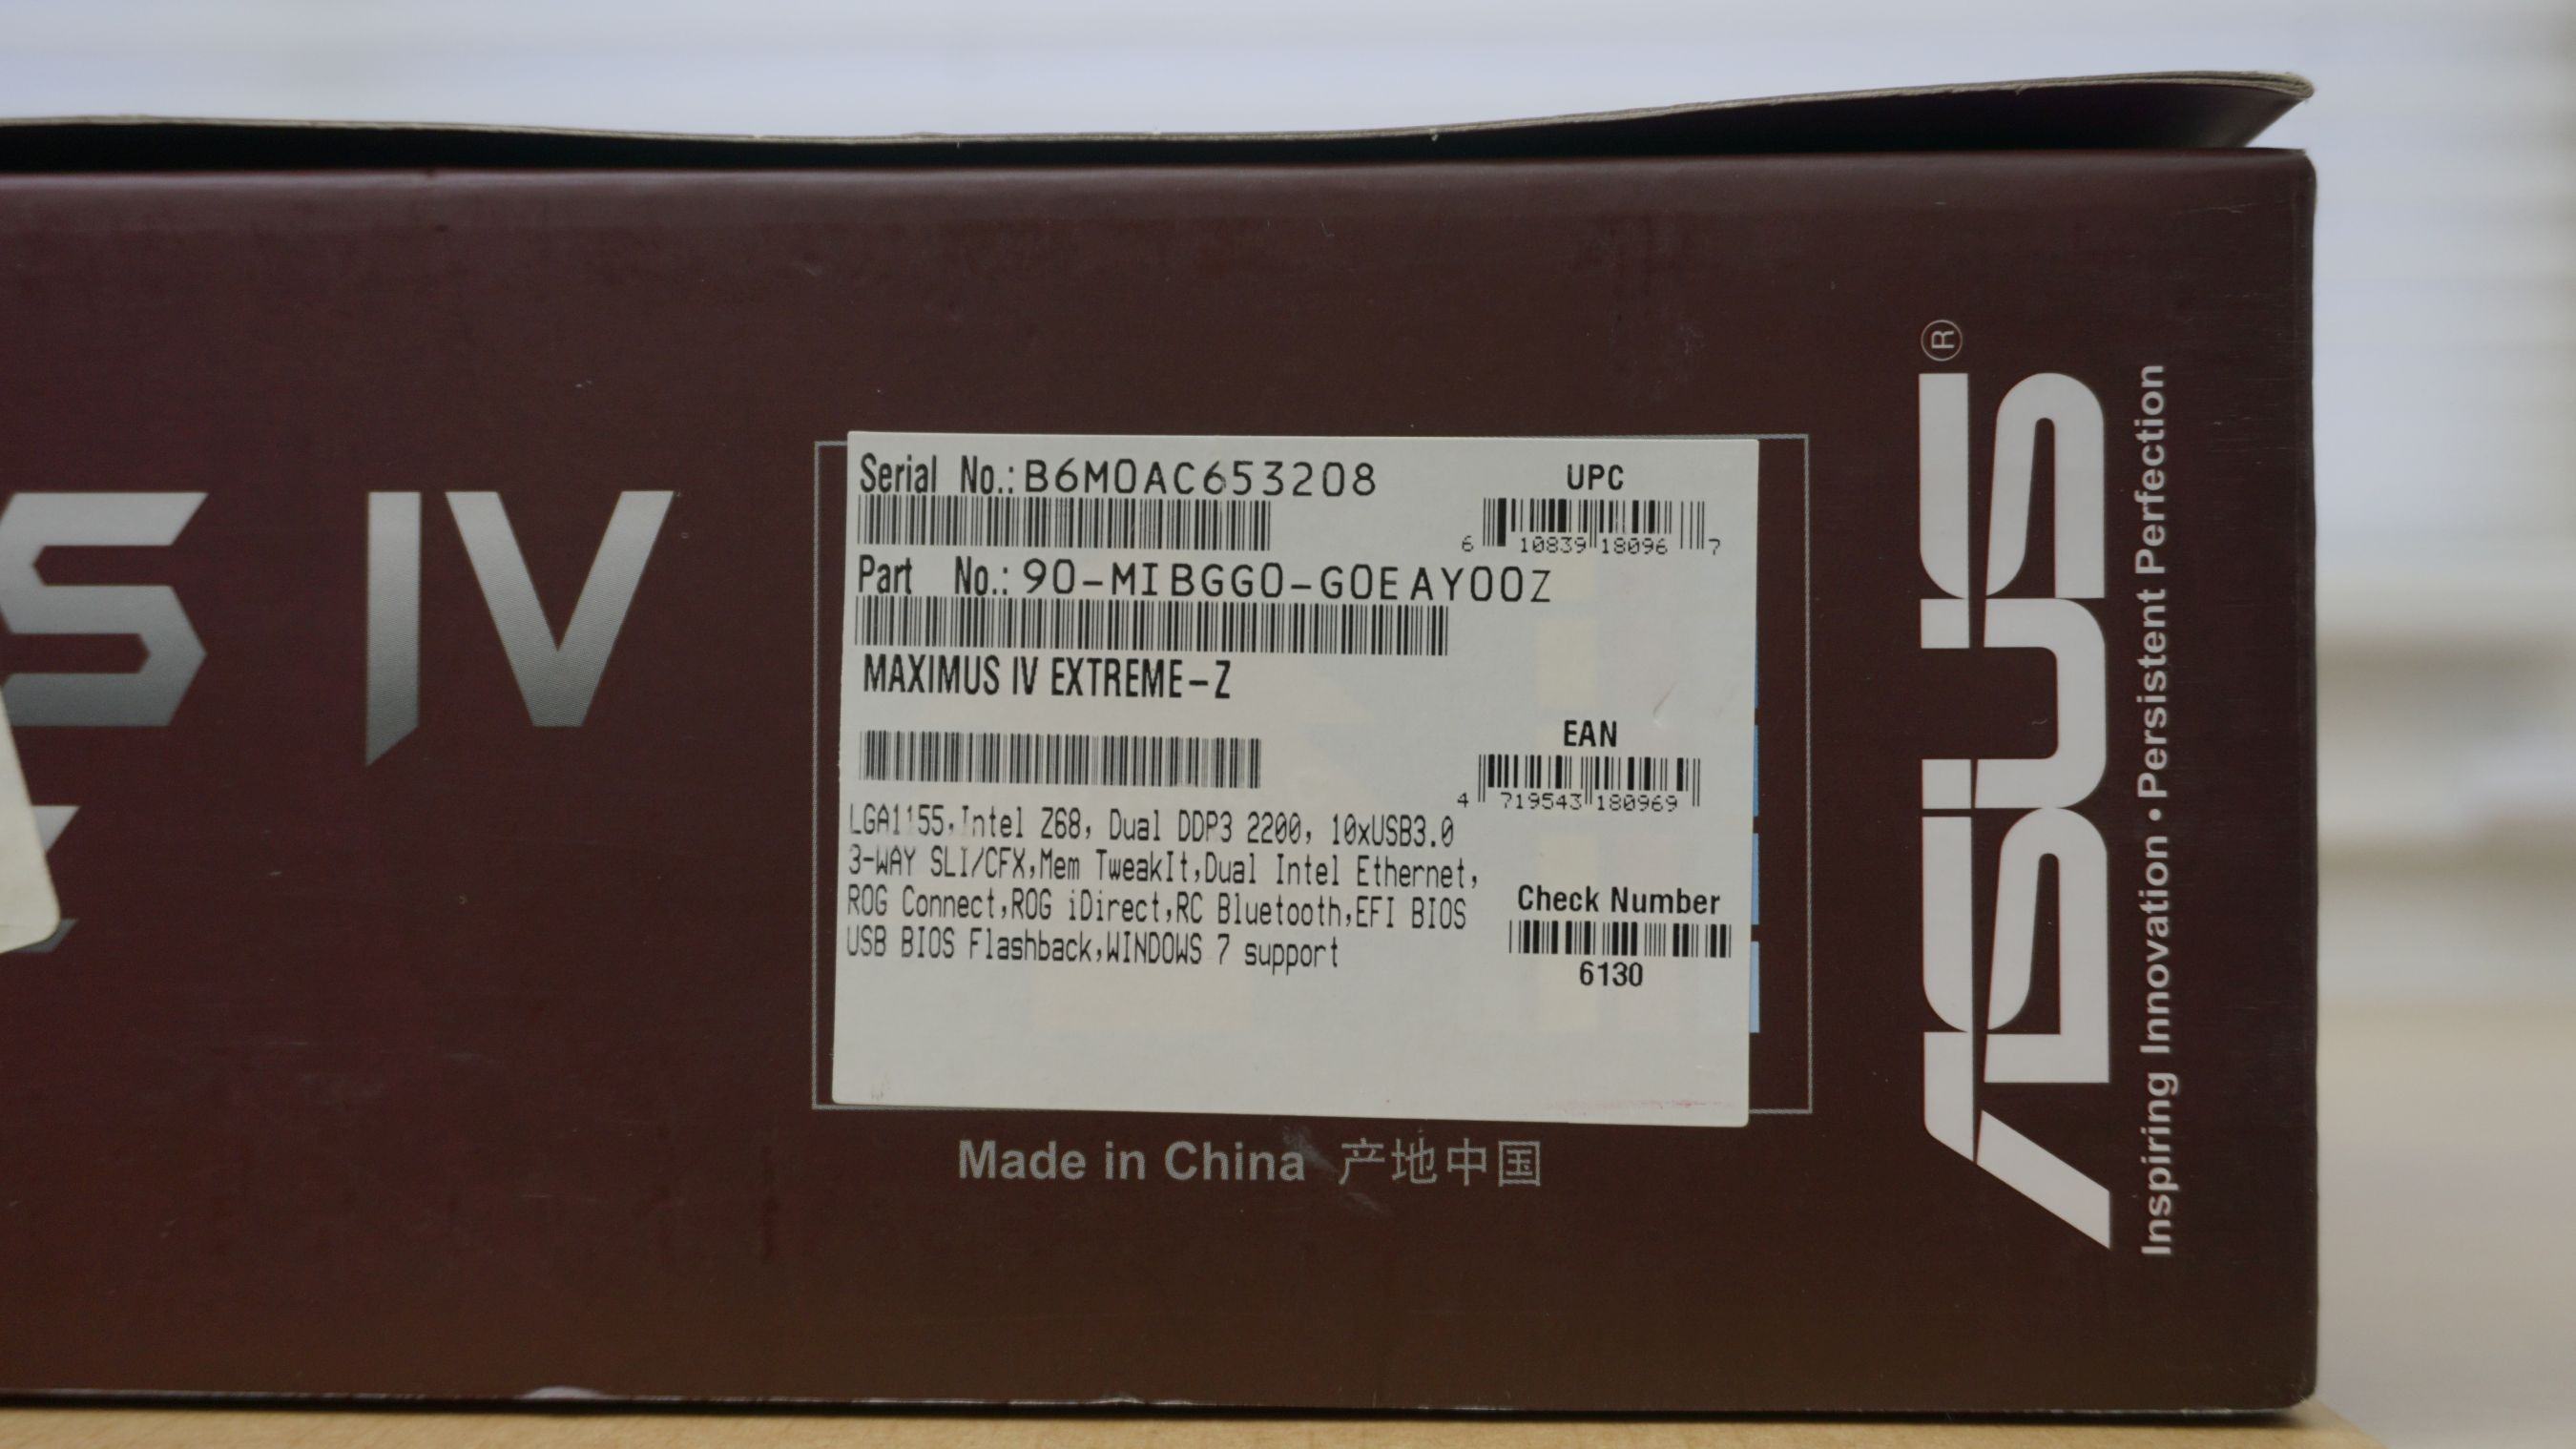 S IV
Serial No.: B6M0AC653208
UPC
6 10839 18096 7
Part No.: 90-MIBGG0-G0EAY00Z
MAXIMUS IV EXTREME-Z
EAN
4 719543 180969
LGA1155,Intel Z68, Dual DDP3 2200, 10xUSB3.0
3-WAY SLI/CFX,Mem TweakIt,Dual Intel Ethernet,
ROG Connect,ROG iDirect,RC Bluetooth,EFI BIOS
USB BIOS Flashback,WINDOWS 7 support
Check Number
6130
Made in China 产地中国
ASUS®
Inspiring Innovation • Persistent Perfection